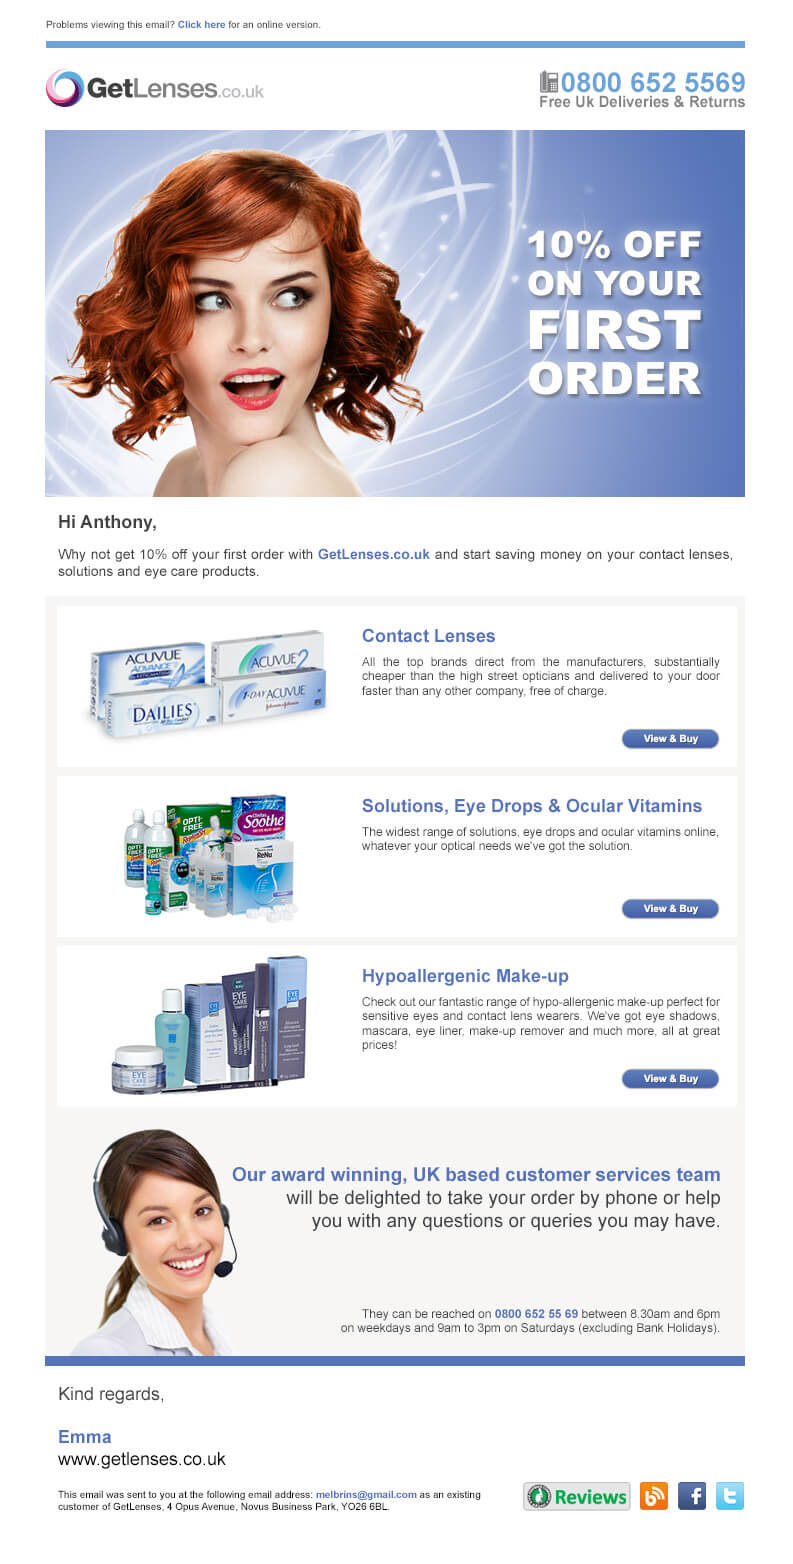 Problems viewing this email? Click here for an online version.
GetLenses.co.uk
0800 652 5569
Free Uk Deliveries & Returns
10% OFF
ON YOUR
FIRST
ORDER
Hi Anthony,
Why not get 10% off your first order with GetLenses.co.uk and start saving money on your contact lenses,
solutions and eye care products.
ACUVUE
ADVANCE
ACUVUE 2
1·DAY ACUVUE
Johnson & Johnson
DAILIES
Contact Lenses
All the top brands direct from the manufacturers, substantially
cheaper than the high street opticians and delivered to your door
faster than any other company, free of charge.
View & Buy
OPTI-FREE
OPTI-FREE
OPTI-FREE
RepleniSH
Soothe
ReNu
Solutions, Eye Drops & Ocular Vitamins
The widest range of solutions, eye drops and ocular vitamins online,
whatever your optical needs we've got the solution.
View & Buy
EYE
CARE
EYE
CARE
Hypoallergenic Make-up
Check out our fantastic range of hypo-allergenic make-up perfect for
sensitive eyes and contact lens wearers. We've got eye shadows,
mascara, eye liner, make-up remover and much more, all at great
prices!
View & Buy
Our award winning, UK based customer services team
will be delighted to take your order by phone or help
you with any questions or queries you may have.
They can be reached on 0800 652 55 69 between 8.30am and 6pm
on weekdays and 9am to 3pm on Saturdays (excluding Bank Holidays).
Kind regards,
Emma
www.getlenses.co.uk
This email was sent to you at the following email address: melbrins@gmail.com as an existing
customer of GetLenses, 4 Opus Avenue, Novus Business Park, YO26 6BL.
Reviews